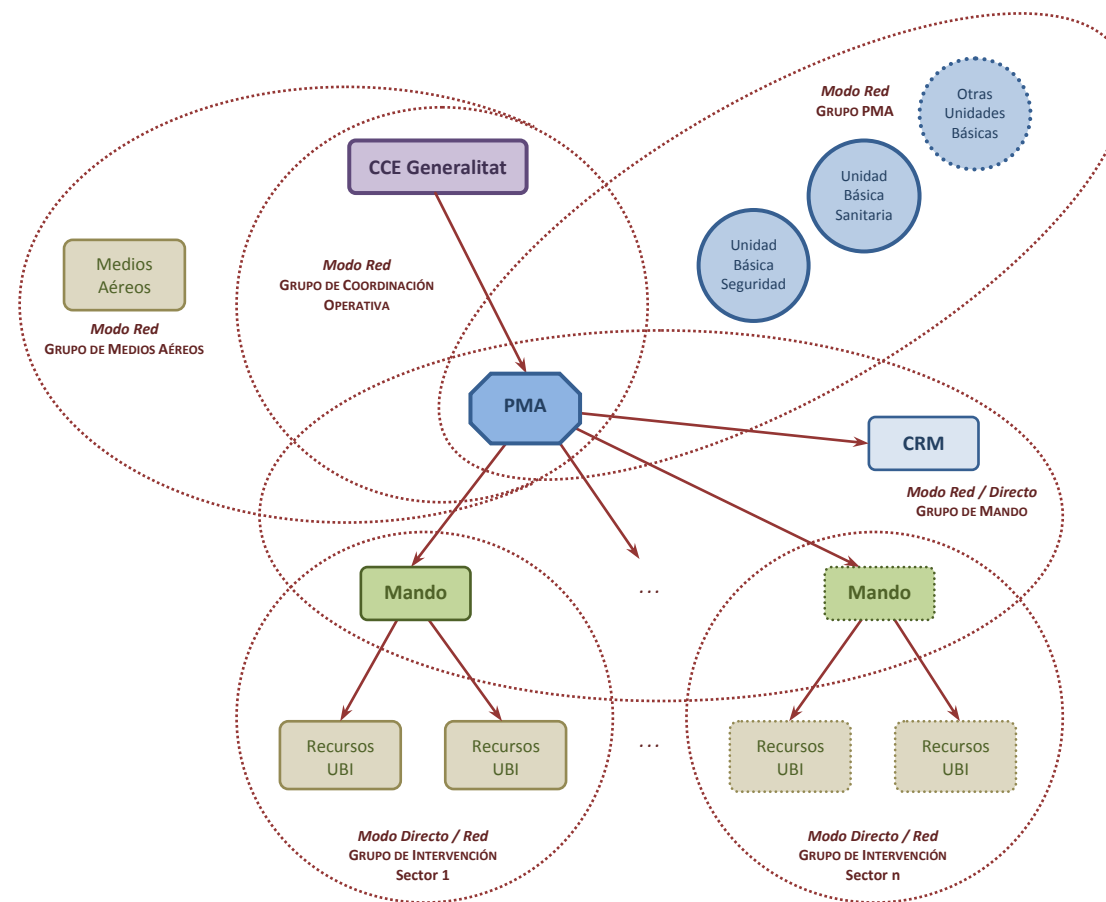 Modo Red
GRUPO PMA
Otras
Unidades
Básicas
CCE Generalitat
Unidad
Básica
Sanitaria
Unidad
Básica
Seguridad
Medios
Aéreos
Modo Red
GRUPO DE MEDIOS AÉREOS
Modo Red
GRUPO DE COORDINACIÓN
OPERATIVA
PMA
CRM
Modo Red / Directo
GRUPO DE MANDO
Mando
...
Mando
Recursos
UBI
Recursos
UBI
...
Recursos
UBI
Recursos
UBI
Modo Directo / Red
GRUPO DE INTERVENCIÓN
Sector 1
Modo Directo / Red
GRUPO DE INTERVENCIÓN
Sector n